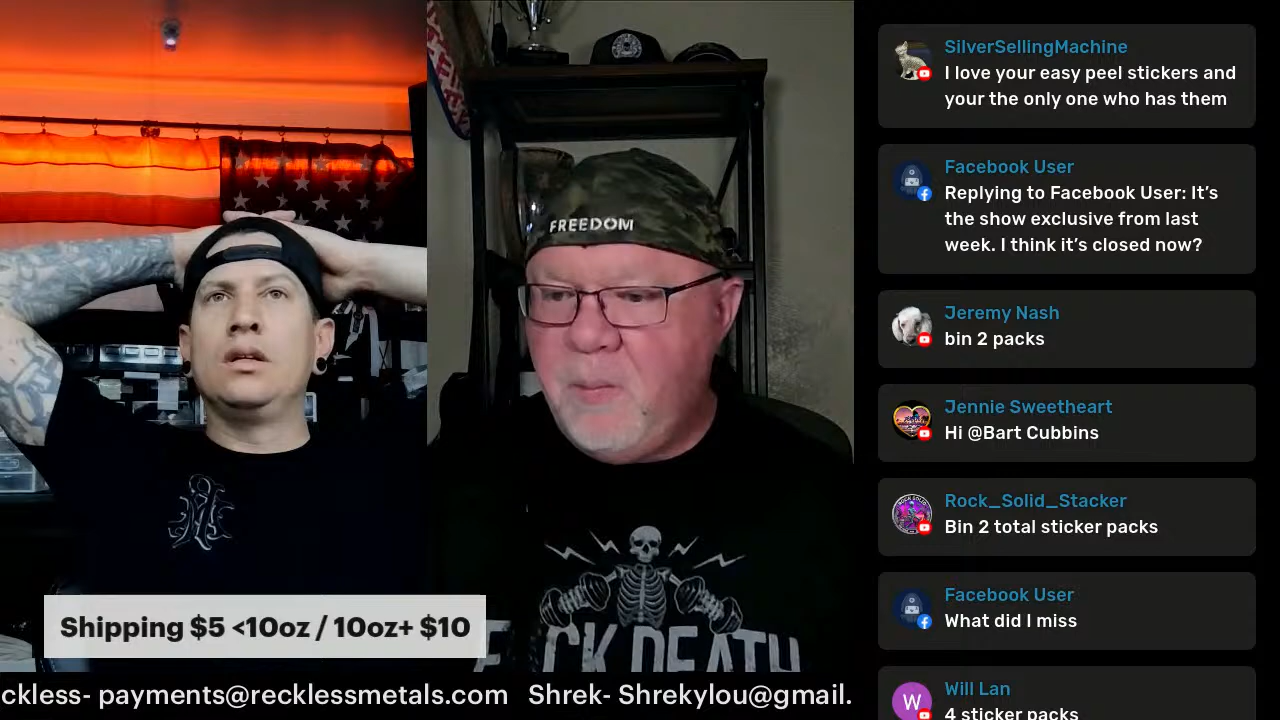 FREEDOM
CK DEATH
Shipping $5 <10oz / 10oz+ $10
ckless- payments@recklessmetals.com Shrek- Shrekylou@gmail.
SilverSellingMachine
I love your easy peel stickers and
your the only one who has them
Facebook User
Replying to Facebook User: It’s
the show exclusive from last
week. I think it’s closed now?
Jeremy Nash
bin 2 packs
Jennie Sweetheart
Hi @Bart Cubbins
Rock_Solid_Stacker
Bin 2 total sticker packs
Facebook User
What did I miss
W
Will Lan
4 sticker packs